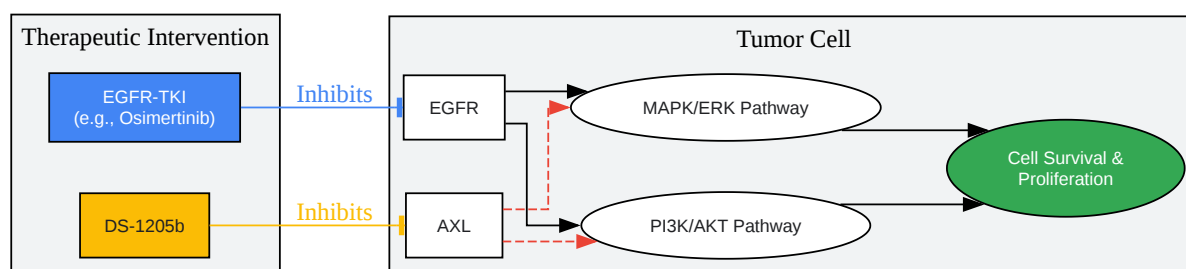 Therapeutic Intervention
EGFR-TKI
(e.g., Osimertinib)
DS-1205b
Inhibits
Inhibits
Tumor Cell
EGFR
AXL
MAPK/ERK Pathway
PI3K/AKT Pathway
Cell Survival &
Proliferation